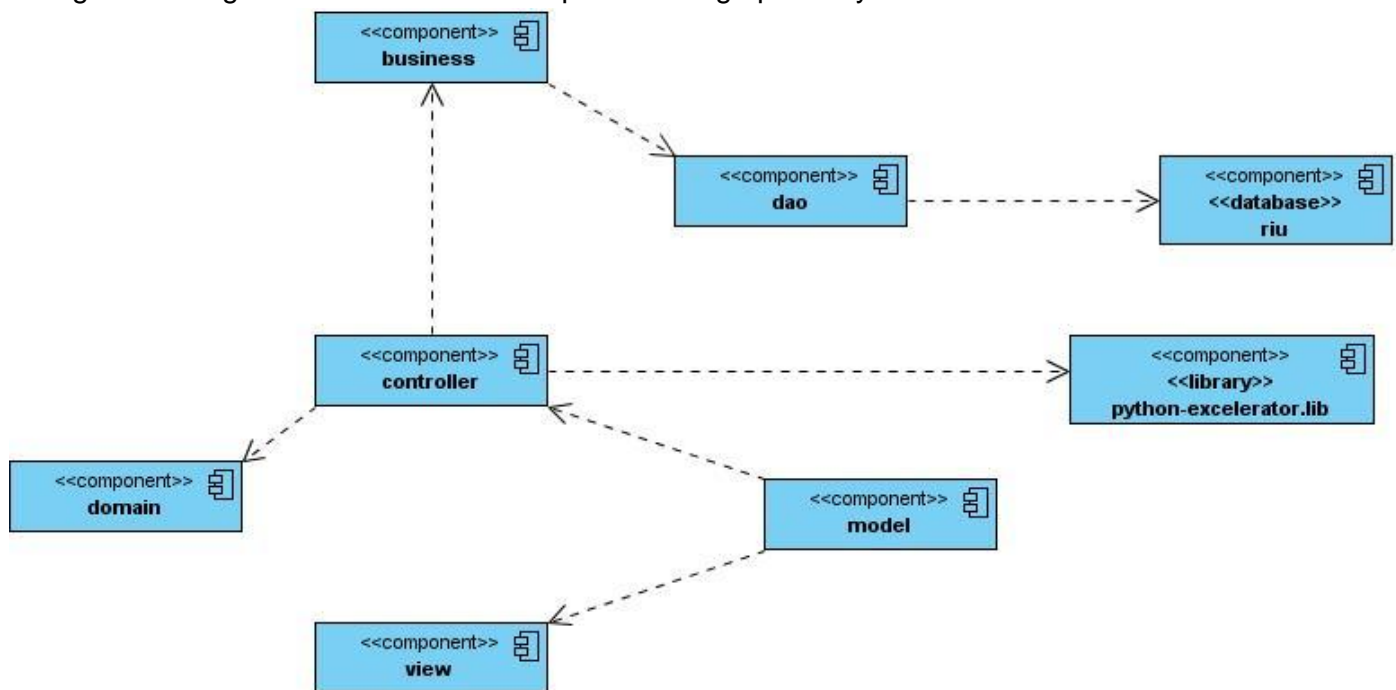 <<component>>
business
<<component>>
dao
<<component>>
<<database>>
riu
<<component>>
controller
<<component>>
<<library>>
python-excelerator.lib
<<component>>
domain
<<component>>
model
<<component>>
view